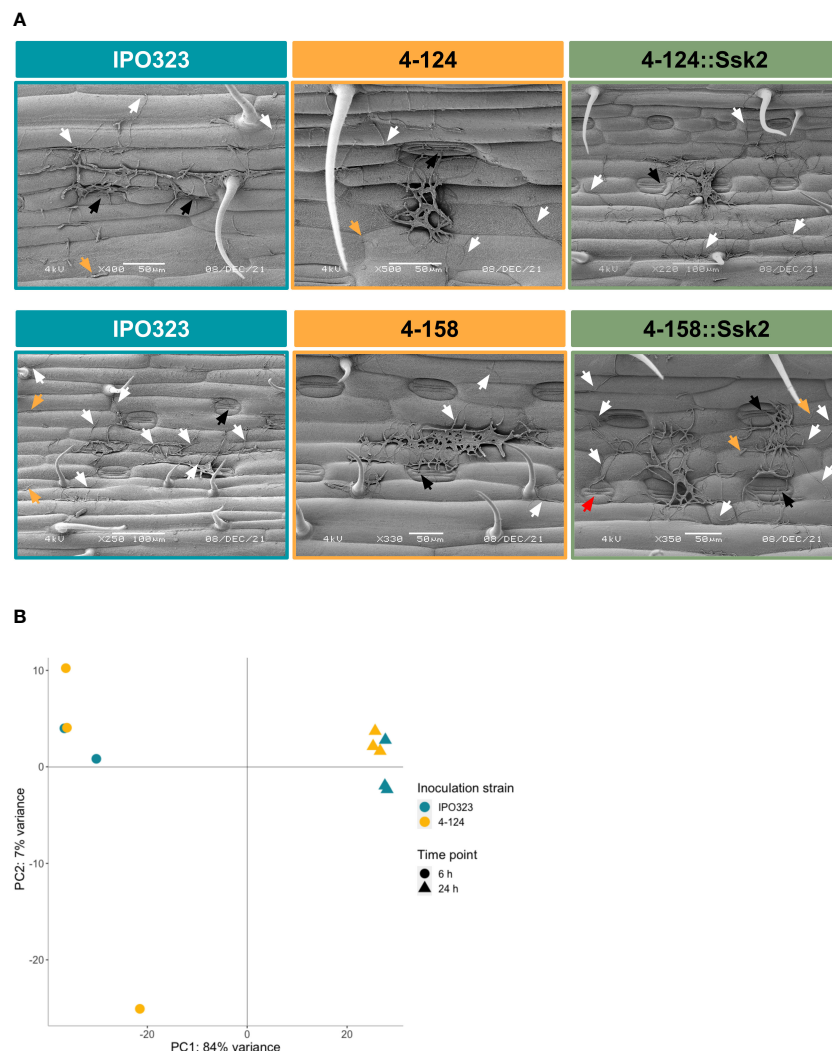 A
IPO323
4-124
4-124::Ssk2
4kV X400 50µm 08/DEC/21
4kV X500 50µm 08/DEC/21
4kV X220 100µm 08/DEC/21
IPO323
4-158
4-158::Ssk2
4kV X250 100µm 08/DEC/21
4kV X330 50µm 08/DEC/21
4kV X350 50µm 08/DEC/21
B
10
0
-10
-20
PC2: 7% variance
-20
0
20
PC1: 84% variance
Inoculation strain
IPO323
4-124
Time point
6 h
24 h